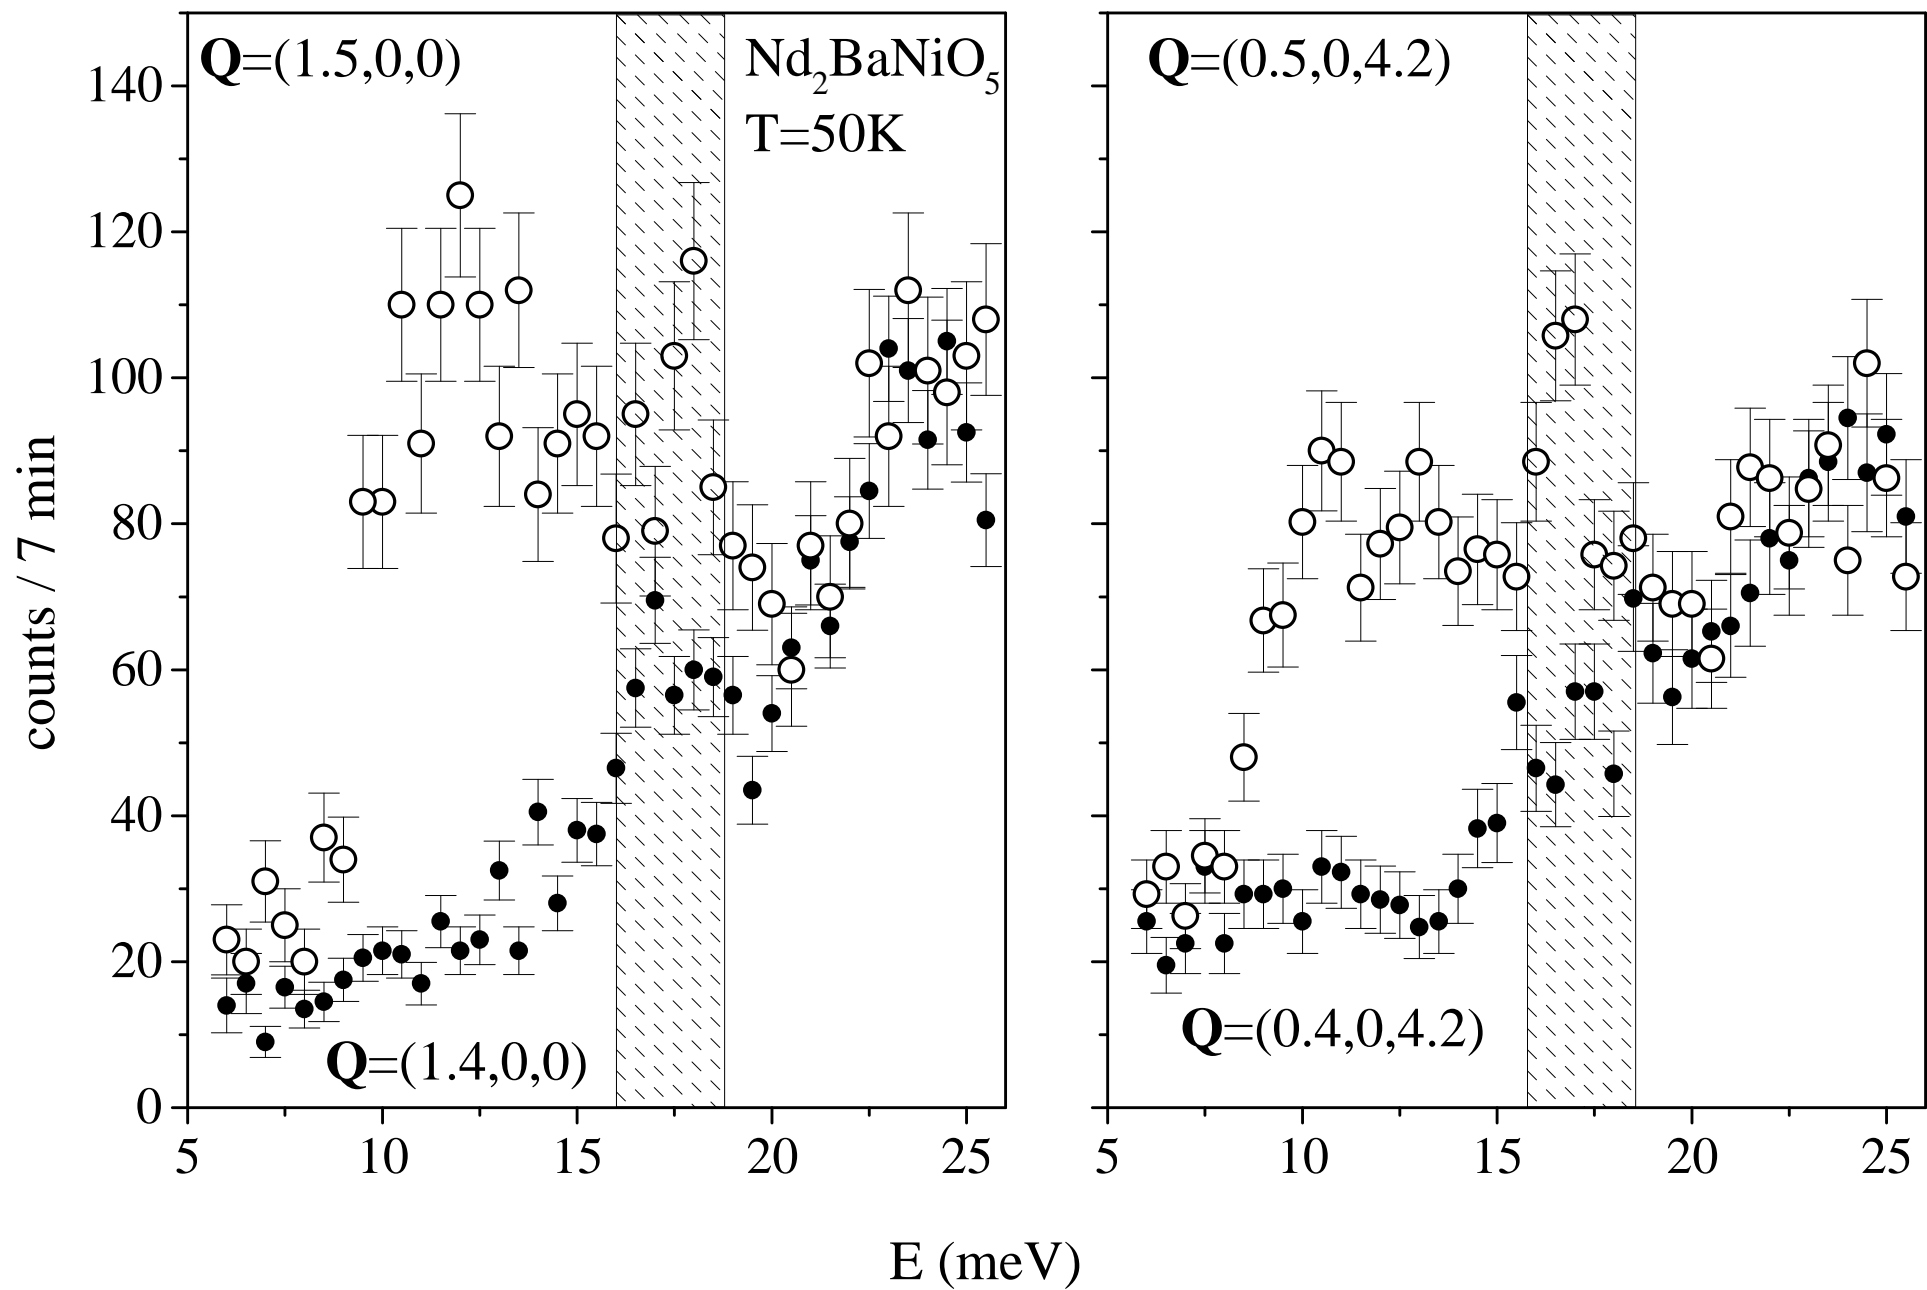 Q=(1.5,0,0)
Nd2BaNiO5
T=50K
Q=(0.5,0,4.2)
140
120
100
80
60
40
20
0
counts / 7 min
Q=(1.4,0,0)
Q=(0.4,0,4.2)
5 10 15 20 25
5 10 15 20 25
E (meV)